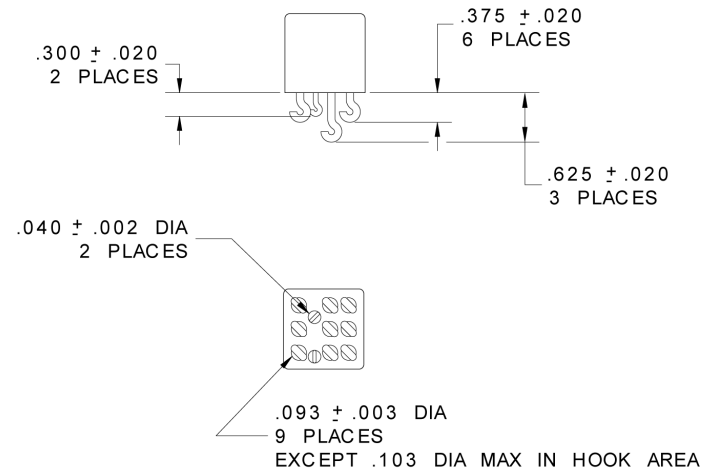 .375 ± .020
6 PLACES
.300 ± .020
2 PLACES
.625 ± .020
3 PLACES
.040 ± .002 DIA
2 PLACES
.093 ± .003 DIA
9 PLACES
EXCEPT .103 DIA MAX IN HOOK AREA